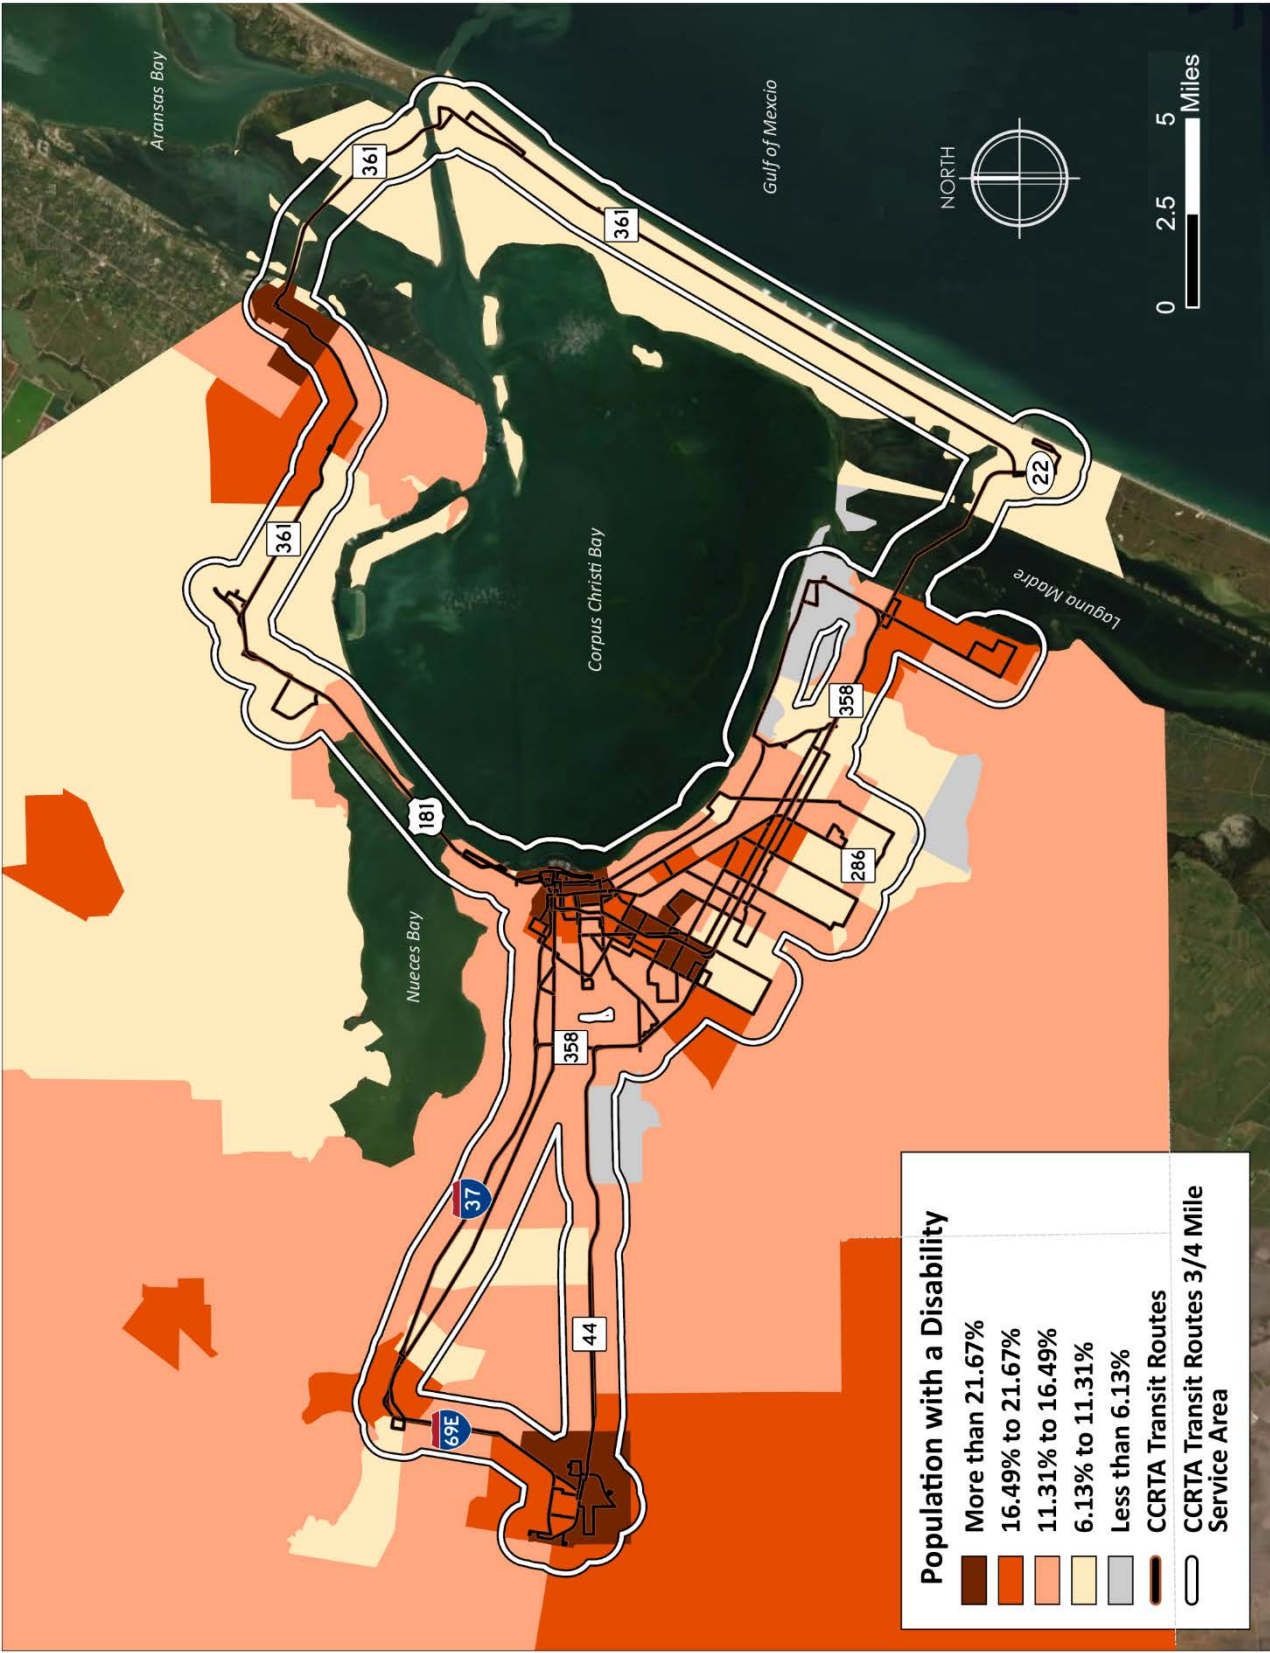 Aransas Bay
361
361
Gulf of Mexcio
NORTH
0 2.5 5 Miles
361
22
Corpus Christi Bay
Laguna Madre
181
358
286
Nueces Bay
358
37
44
69E
Population with a Disability
More than 21.67%
16.49% to 21.67%
11.31% to 16.49%
6.13% to 11.31%
Less than 6.13%
CCRTA Transit Routes
CCRTA Transit Routes 3/4 Mile
Service Area